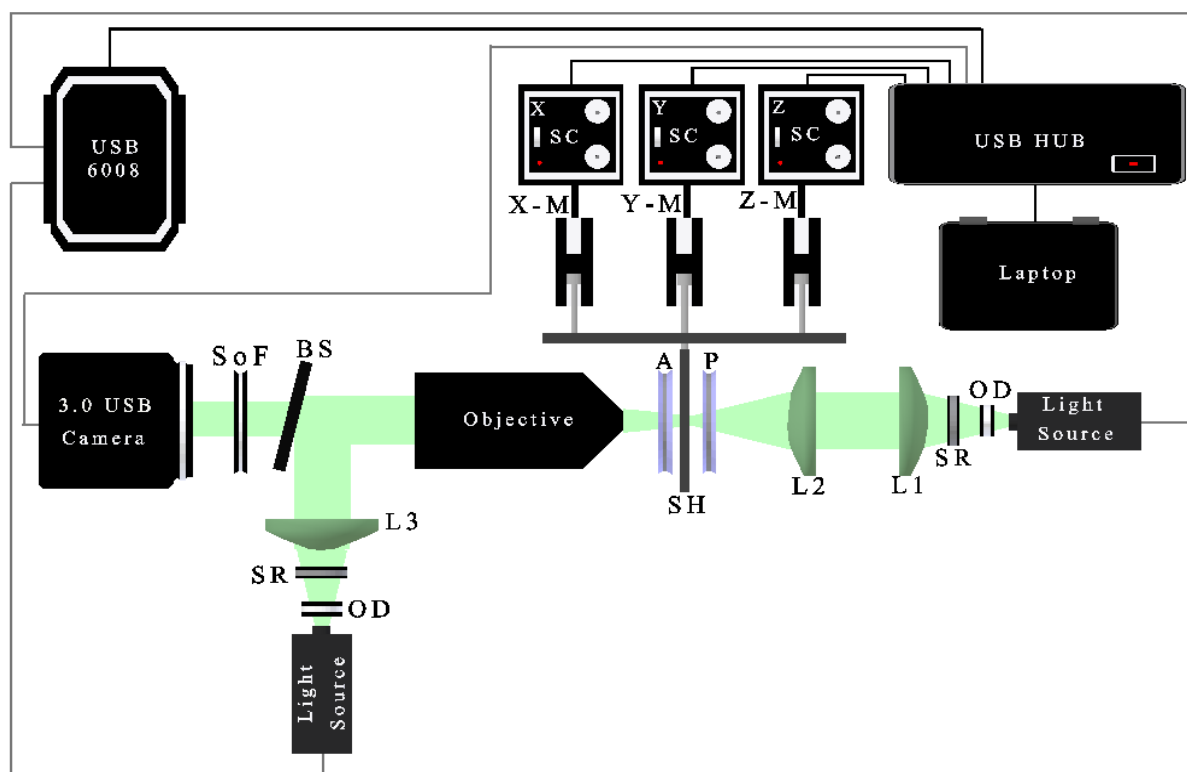 USB
6008
X
SC
Y
SC
Z
SC
USB HUB
X-M
Y-M
Z-M
Laptop
SoF
BS
A
P
OD
3.0 USB
Camera
Objective
Light
Source
SR
L2
L1
SH
L3
SR
OD
Light
Source